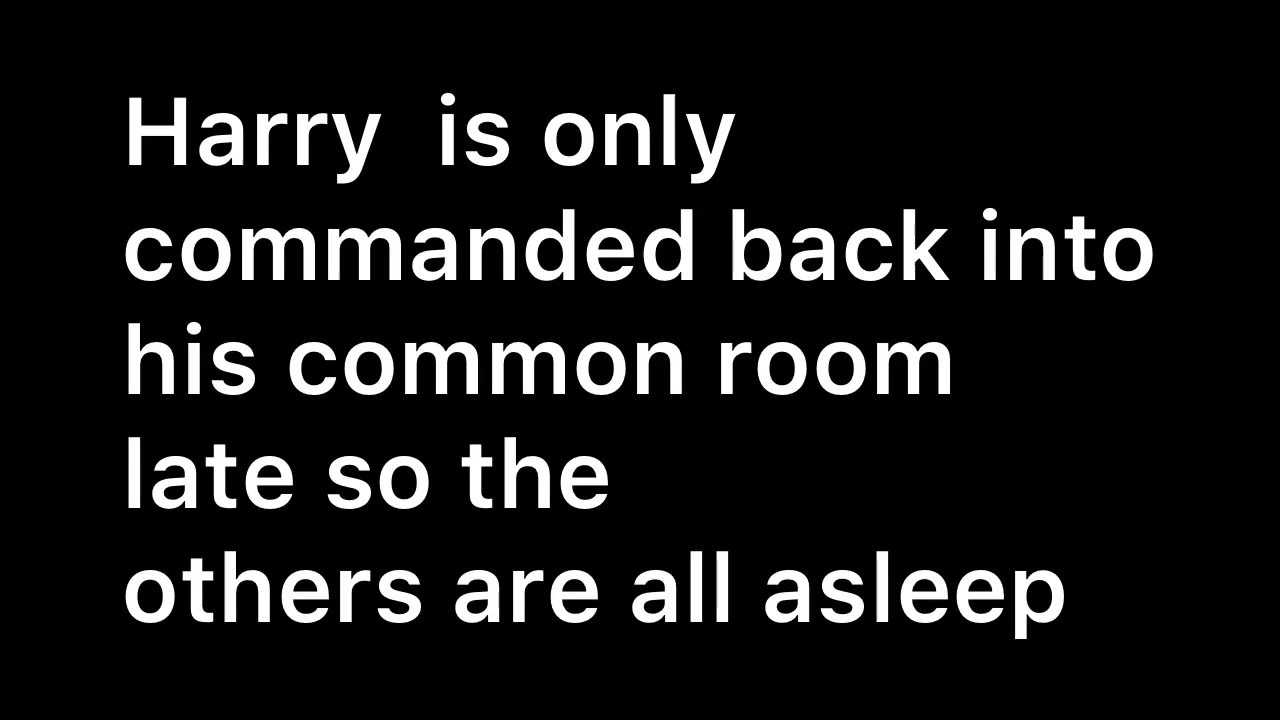 Harry  is only
commanded back into
his common room
late so the
others are all asleep